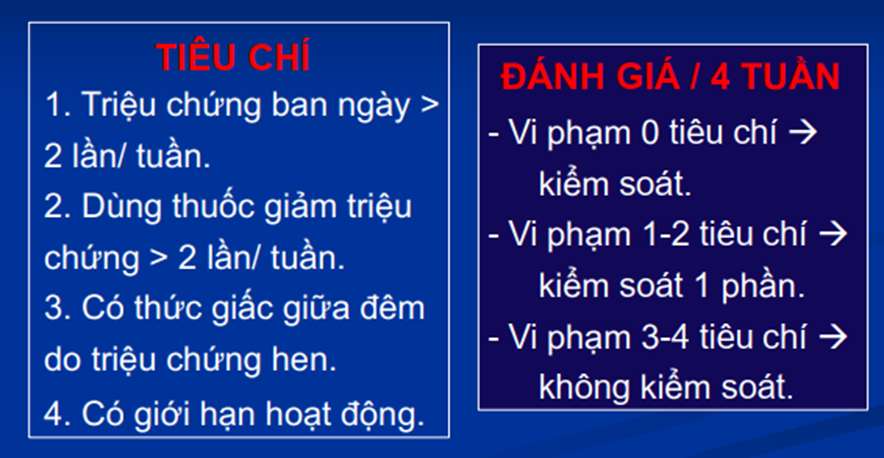 TIÊU CHÍ
1. Triệu chứng ban ngày >
2 lần/ tuần.
2. Dùng thuốc giảm triệu
chứng > 2 lần/ tuần.
3. Có thức giấc giữa đêm
do triệu chứng hen.
4. Có giới hạn hoạt động.
ĐÁNH GIÁ / 4 TUẦN
- Vi phạm 0 tiêu chí →
kiểm soát.
- Vi phạm 1-2 tiêu chí →
kiểm soát 1 phần.
- Vi phạm 3-4 tiêu chí →
không kiểm soát.